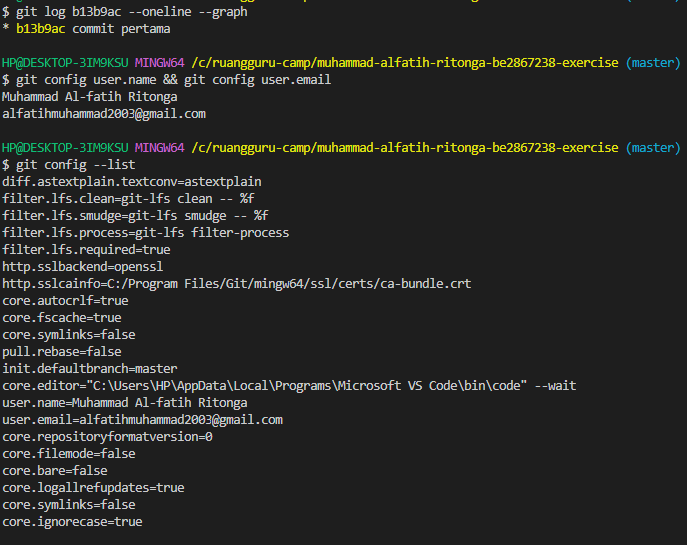 $ git log b13b9ac --oneline --graph
* b13b9ac commit pertama
HP@DESKTOP-3IM9KSU MINGW64 /c/ruangguru-camp/muhammad-alfatih-ritonga-be2867238-exercise (master)
$ git config user.name && git config user.email
Muhammad Al-fatih Ritonga
alfatihmuhammad2003@gmail.com
HP@DESKTOP-3IM9KSU MINGW64 /c/ruangguru-camp/muhammad-alfatih-ritonga-be2867238-exercise (master)
$ git config --list
diff.astextplain.textconv=astextplain
filter.lfs.clean=git-lfs clean -- %f
filter.lfs.smudge=git-lfs smudge -- %f
filter.lfs.process=git-lfs filter-process
filter.lfs.required=true
http.sslbackend=openssl
http.sslcainfo=C:/Program Files/Git/mingw64/ssl/certs/ca-bundle.crt
core.autocrlf=true
core.fscache=true
core.symlinks=false
pull.rebase=false
init.defaultbranch=master
core.editor="C:\Users\HP\AppData\Local\Programs\Microsoft VS Code\bin\code" --wait
user.name=Muhammad Al-fatih Ritonga
user.email=alfatihmuhammad2003@gmail.com
core.repositoryformatversion=0
core.filemode=false
core.bare=false
core.logallrefupdates=true
core.symlinks=false
core.ignorecase=true